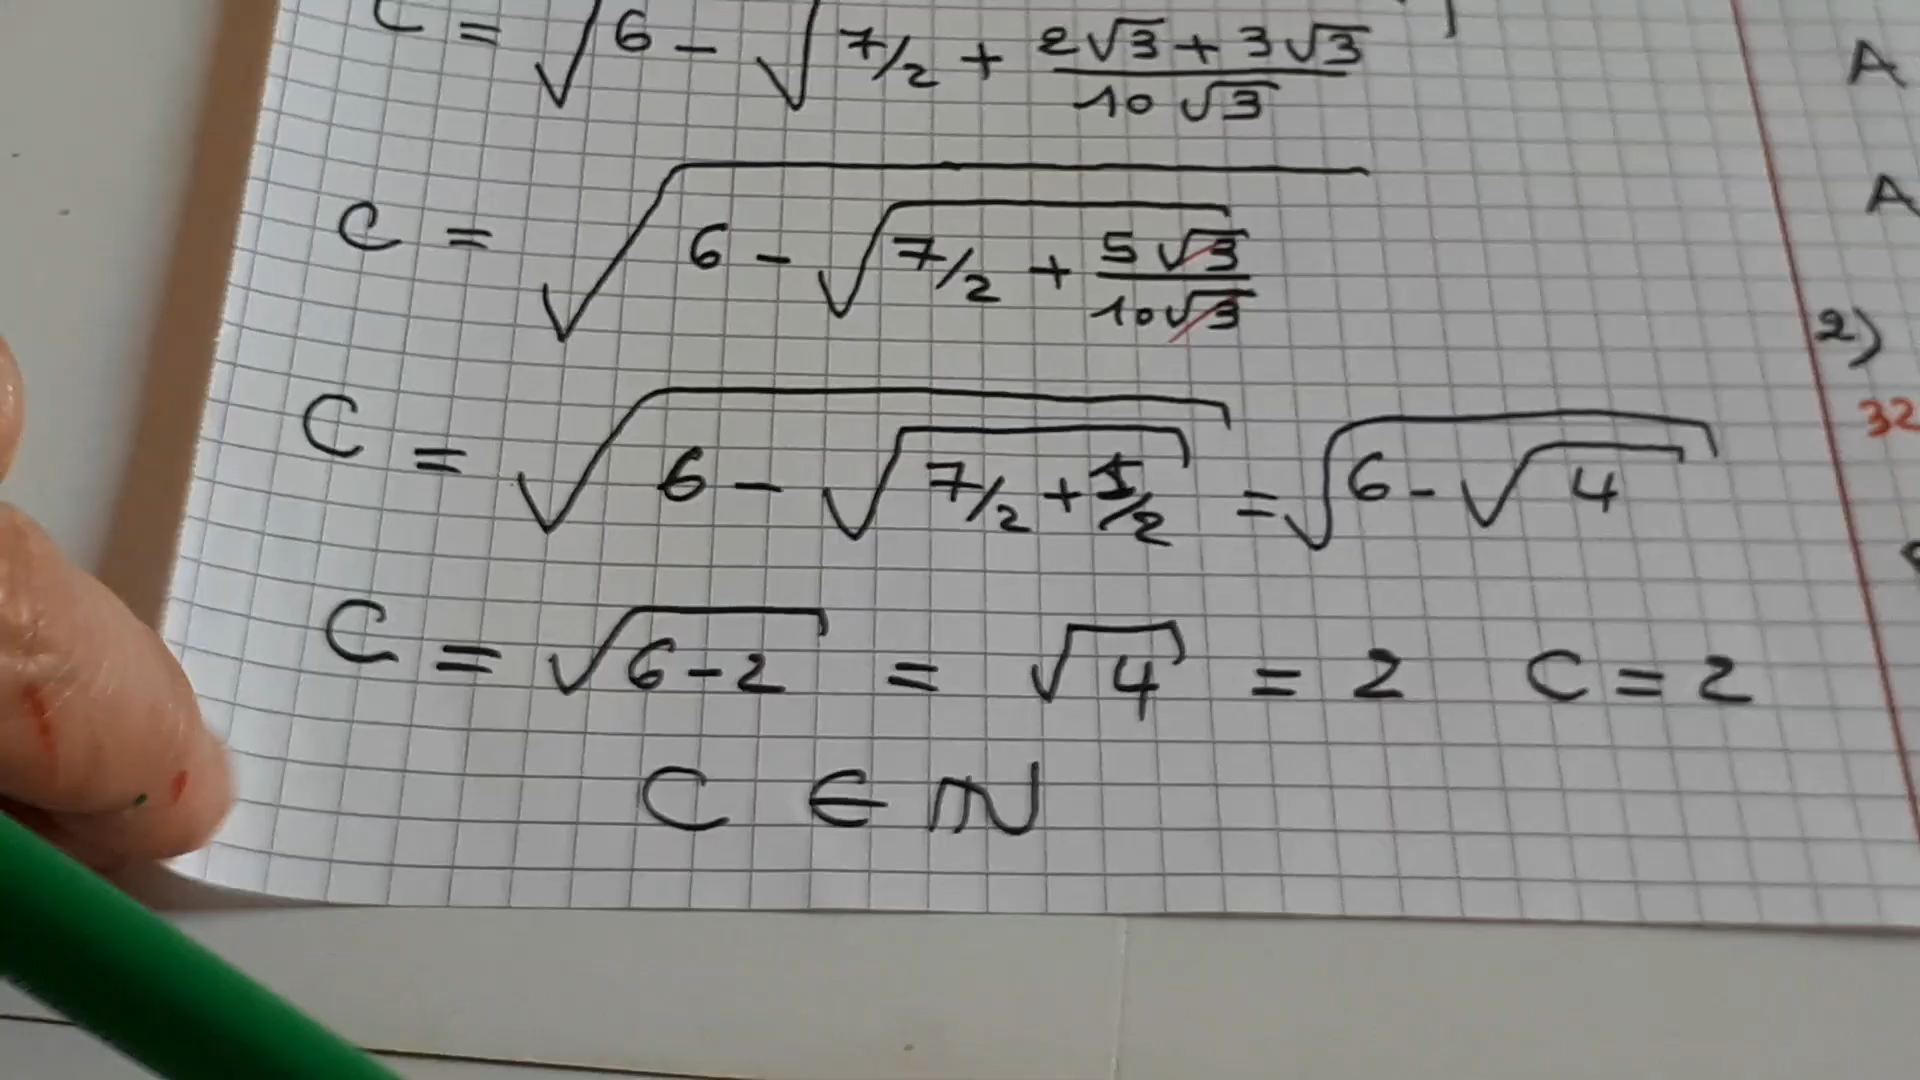 C = √(6 - √(7/2 + (2√3 + 3√3)/(10√3)))
C = √(6 - √(7/2 + (5√3)/(10√3)))
C = √(6 - √(7/2 + 1/2)) = √(6 - √4)
C = √(6-2) = √4 = 2 C = 2
C ∈ ℕ
A
A
2)
32